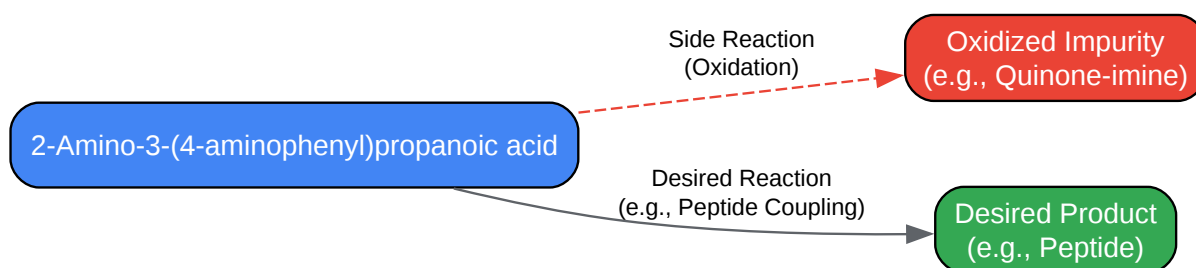 2-Amino-3-(4-aminophenyl)propanoic acid
Side Reaction
(Oxidation)
Oxidized Impurity
(e.g., Quinone-imine)
Desired Reaction
(e.g., Peptide Coupling)
Desired Product
(e.g., Peptide)